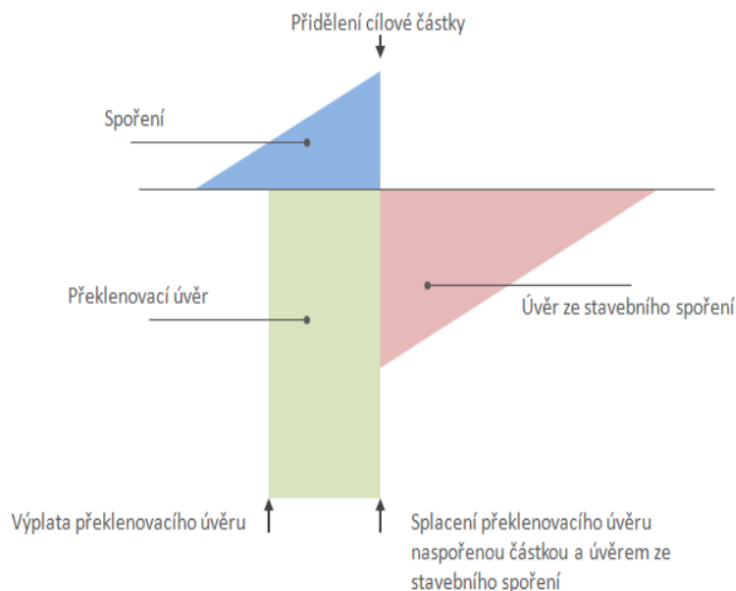 Přidělení cílové částky
Spoření
Překlenovací úvěr
Úvěr ze stavebního spoření
Výplata překlenovacího úvěru
Splacení překlenovacího úvěru
naspořenou částkou a úvěrem ze
stavebního spoření